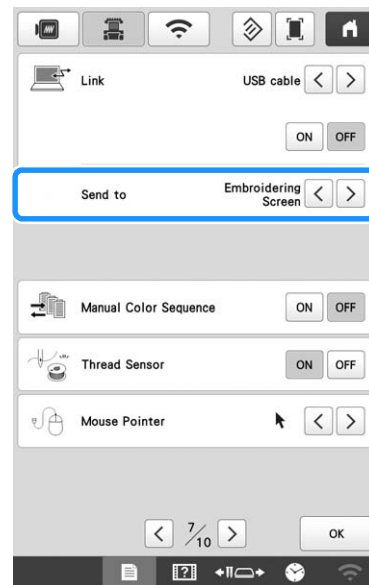 Link
USB cable < >
ON OFF
Send to
Embroidering
Screen < >
Manual Color Sequence
ON OFF
Thread Sensor
ON OFF
Mouse Pointer
< >
< 7/10 >
OK